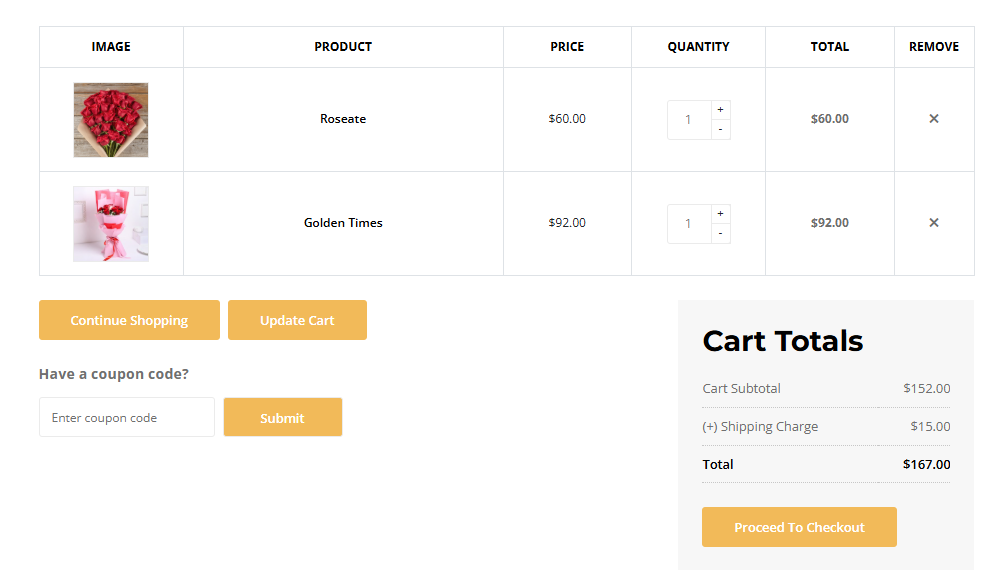 IMAGE PRODUCT PRICE QUANTITY TOTAL REMOVE
Roseate $60.00 1 + - $60.00 ×
Golden Times $92.00 1 + - $92.00 ×
Continue Shopping Update Cart
Have a coupon code?
Enter coupon code Submit
Cart Totals
Cart Subtotal $152.00
(+) Shipping Charge $15.00
Total $167.00
Proceed To Checkout